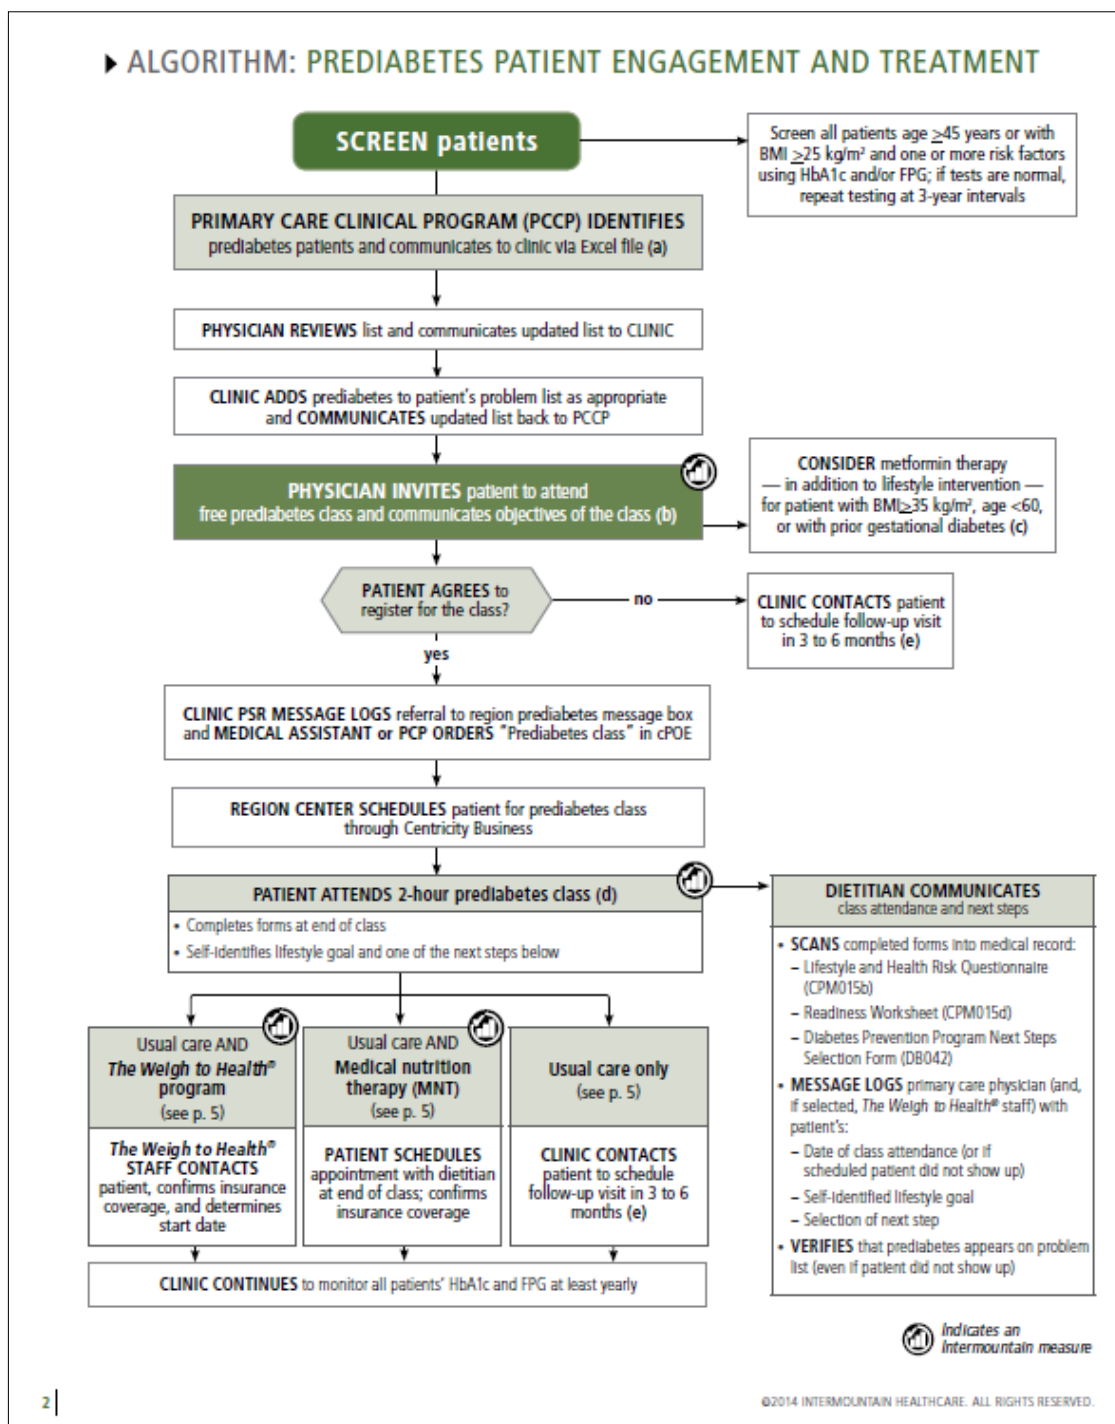 ALGORITHM: PREDIABETES PATIENT ENGAGEMENT AND TREATMENT
SCREEN patients
Screen all patients age ≥45 years or with
BMI ≥25 kg/m² and one or more risk factors
using HbA1c and/or FPG; if tests are normal,
repeat testing at 3-year intervals
PRIMARY CARE CLINICAL PROGRAM (PCCP) IDENTIFIES
prediabetes patients and communicates to clinic via Excel file (a)
PHYSICIAN REVIEWS list and communicates updated list to CLINIC
CLINIC ADDS prediabetes to patient's problem list as appropriate
and COMMUNICATES updated list back to PCCP
PHYSICIAN INVITES patient to attend
free prediabetes class and communicates objectives of the class (b)
CONSIDER metformin therapy
— in addition to lifestyle intervention —
for patient with BMI≥35 kg/m², age <60,
or with prior gestational diabetes (c)
PATIENT AGREES to
register for the class?
no
CLINIC CONTACTS patient
to schedule follow-up visit
in 3 to 6 months (e)
yes
CLINIC PSR MESSAGE LOGS referral to region prediabetes message box
and MEDICAL ASSISTANT or PCP ORDERS "Prediabetes class" in cPOE
REGION CENTER SCHEDULES patient for prediabetes class
through Centricity Business
PATIENT ATTENDS 2-hour prediabetes class (d)
• Completes forms at end of class
• Self-identifies lifestyle goal and one of the next steps below
DIETITIAN COMMUNICATES
class attendance and next steps
• SCANS completed forms into medical record:
– Lifestyle and Health Risk Questionnaire
(CPM015b)
– Readiness Worksheet (CPM015d)
– Diabetes Prevention Program Next Steps
Selection Form (DB042)
• MESSAGE LOGS primary care physician (and,
if selected, The Weigh to Health® staff) with
patient's:
– Date of class attendance (or if
scheduled patient did not show up)
– Self-identified lifestyle goal
– Selection of next step
• VERIFIES that prediabetes appears on problem
list (even if patient did not show up)
Usual care AND
The Weigh to Health®
program
(see p. 5)
The Weigh to Health®
STAFF CONTACTS
patient, confirms insurance
coverage, and determines
start date
Usual care AND
Medical nutrition
therapy (MNT)
(see p. 5)
PATIENT SCHEDULES
appointment with dietitian
at end of class; confirms
insurance coverage
Usual care only
(see p. 5)
CLINIC CONTACTS
patient to schedule
follow-up visit in 3 to 6
months (e)
CLINIC CONTINUES to monitor all patients' HbA1c and FPG at least yearly
Indicates an
Intermountain measure
2
©2014 INTERMOUNTAIN HEALTHCARE. ALL RIGHTS RESERVED.